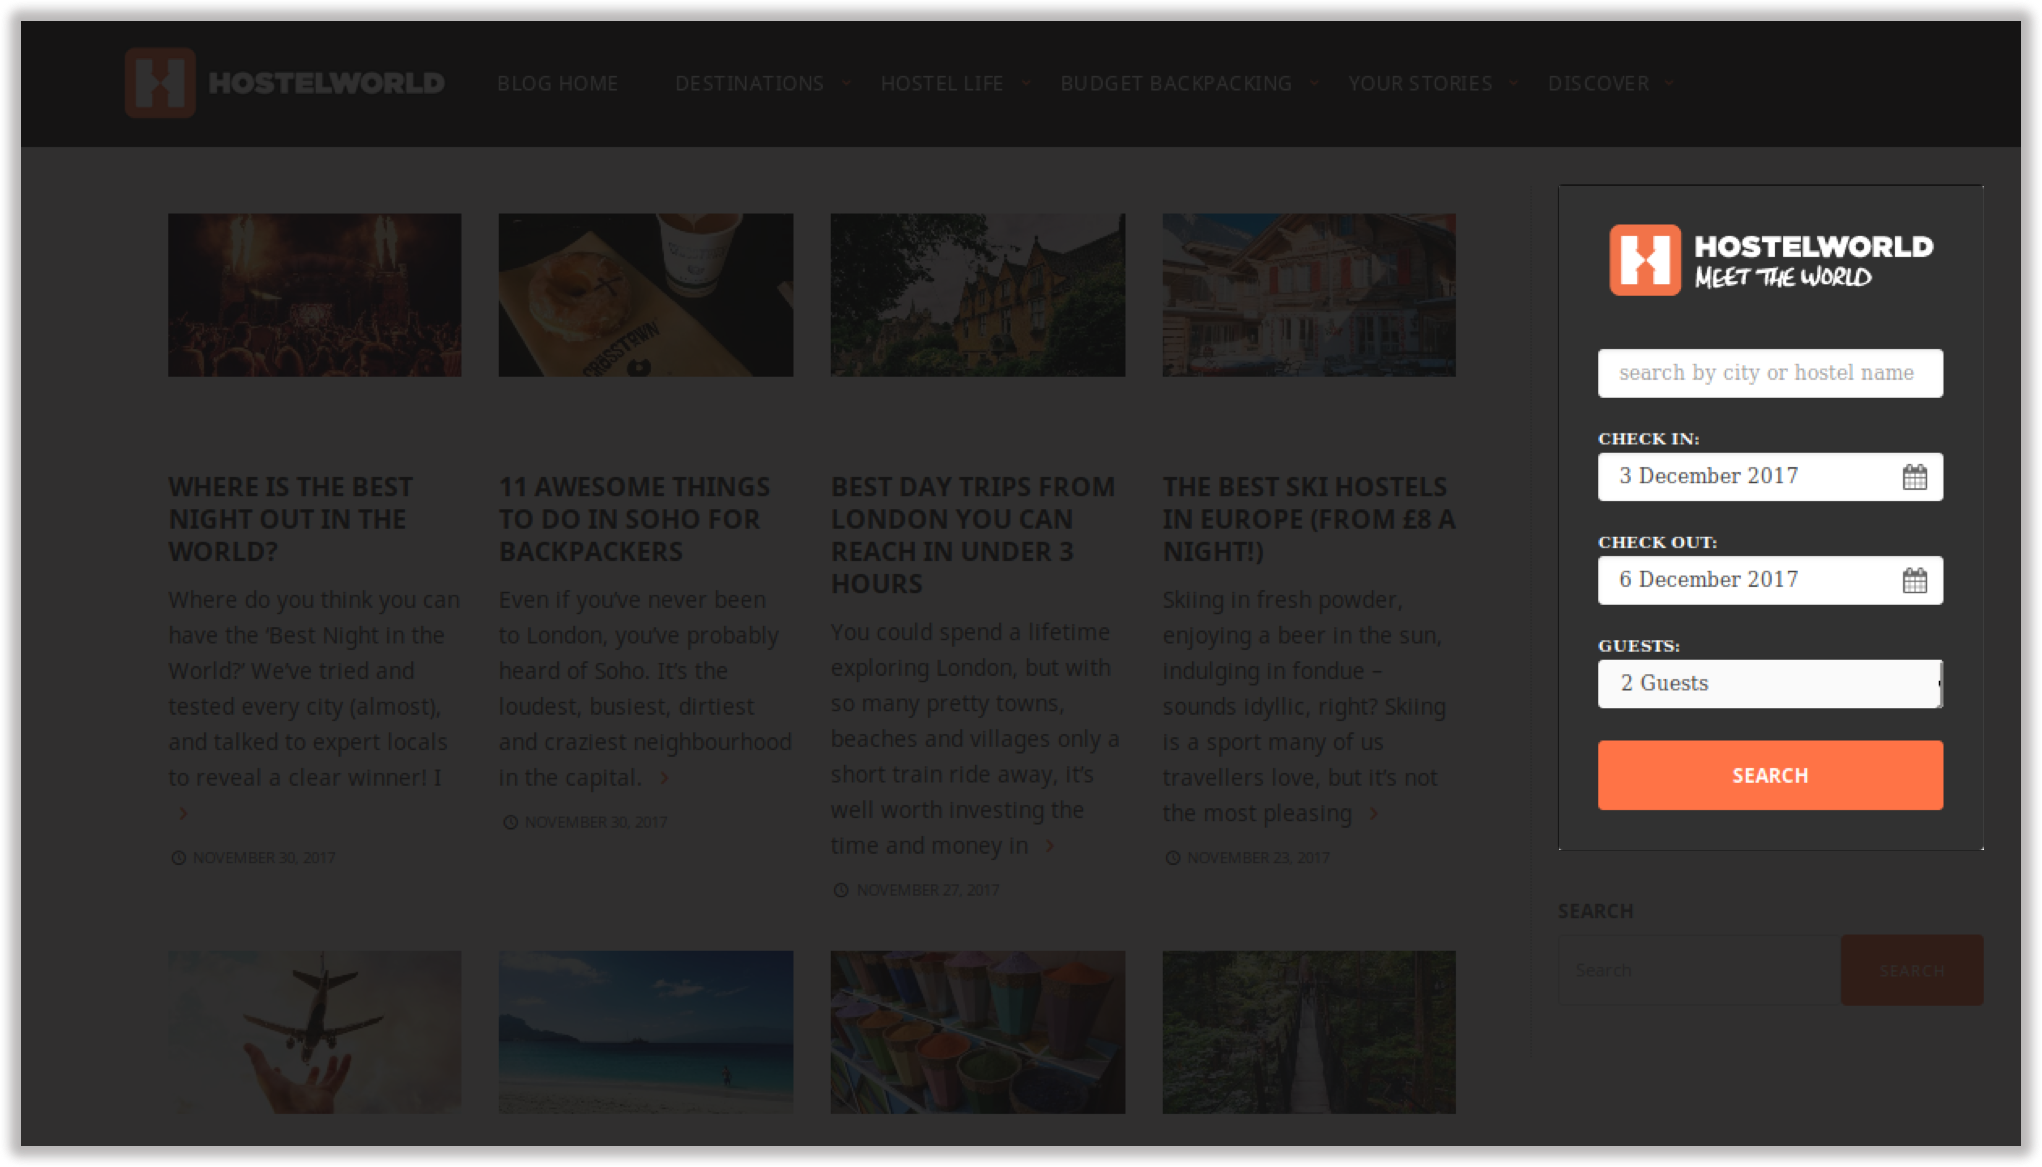 HOSTELWORLD
BLOG HOME
DESTINATIONS
HOSTEL LIFE
BUDGET BACKPACKING
YOUR STORIES
DISCOVER
CROSSTOWN
WHERE IS THE BEST
NIGHT OUT IN THE
WORLD?
Where do you think you can
have the ‘Best Night in the
World?’ We’ve tried and
tested every city (almost),
and talked to expert locals
to reveal a clear winner! I
NOVEMBER 30, 2017
11 AWESOME THINGS
TO DO IN SOHO FOR
BACKPACKERS
Even if you’ve never been
to London, you’ve probably
heard of Soho. It’s the
loudest, busiest, dirtiest
and craziest neighbourhood
in the capital.
NOVEMBER 30, 2017
BEST DAY TRIPS FROM
LONDON YOU CAN
REACH IN UNDER 3
HOURS
You could spend a lifetime
exploring London, but with
so many pretty towns,
beaches and villages only a
short train ride away, it’s
well worth investing the
time and money in
NOVEMBER 27, 2017
THE BEST SKI HOSTELS
IN EUROPE (FROM £8 A
NIGHT!)
Skiing in fresh powder,
enjoying a beer in the sun,
indulging in fondue –
sounds idyllic, right? Skiing
is a sport many of us
travellers love, but it’s not
the most pleasing
NOVEMBER 23, 2017
HOSTELWORLD
MEET THE WORLD
search by city or hostel name
CHECK IN:
3 December 2017
CHECK OUT:
6 December 2017
GUESTS:
2 Guests
SEARCH
SEARCH
Search
SEARCH